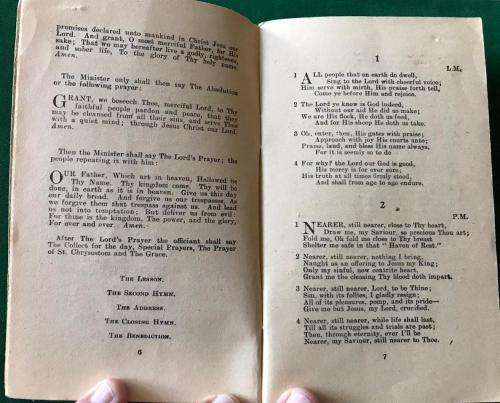 promises declared unto mankind in Christ Jesu our
Lord. And grant, O most merciful Father, for His
sake; That we may hereafter live a godly, righteous,
and sober life, To the glory of Thy holy name.
Amen.
The Minister only shall then say The Absolution
or the following prayer:
GRANT, we beseech Thee, merciful Lord, to Thy
faithful people pardon and peace, that they
may be cleansed from all their sins, and serve Thee
with a quiet mind; through Jesus Christ our Lord.
Amen.
Then the Minister shall say The Lord's Prayer; the
people repeating it with him:
OUR Father, Which art in heaven, Hallowed be
Thy Name. Thy kingdom come. Thy will be
done, in earth as it is in heaven. Give us this day
our daily bread. And forgive us our trespasses, As
we forgive them that trespass against us. And lead
us not into temptation; But deliver us from evil:
For thine is the kingdom, The power, and the glory,
For ever and ever. Amen.
After The Lord's Prayer the officiant shall say
The Collect for the day, Special Prayers, The Prayer
of St. Chrysostom and The Grace.
THE LESSON.
THE SECOND HYMN.
THE ADDRESS.
THE CLOSING HYMN.
THE BENEDICTION.
6
1
L.M.
1 ALL people that on earth do dwell,
Sing to the Lord with cheerful voice;
Him serve with mirth, His praise forth tell,
Come ye before Him and rejoice.
2 The Lord ye know is God indeed,
Without our aid He did us make;
We are His flock, He doth us feed,
And for His sheep He doth us take.
3 Oh, enter, then, His gates with praise;
Approach with joy His courts unto;
Praise, laud, and bless His name always,
For it is seemly so to do
4 For why? the Lord our God is good,
His mercy is for ever sure;
His truth at all times firmly stood,
And shall from age to age endure.
2
P.M.
1 NEARER, still nearer, close to Thy heart,
Draw me, my Saviour, so precious Thou art;
Fold me, Oh fold me close to Thy breast
Shelter me safe in that "Haven of Rest."
2 Nearer, still nearer, nothing I bring,
Naught as an offering to Jesus my King;
Only my sinful, now contrite heart,
Grant me the cleansing Thy blood doth impart.
3 Nearer, still nearer, Lord, to be Thine;
Sin, with its follies, I gladly resign;
All of its pleasures, pomp, and its pride—
Give me but Jesus, my Lord, crucified.
4 Nearer, still nearer, while life shall last,
Till all its struggles and trials are past;
Then, through eternity, ever I'll be
Nearer, my Saviour, still nearer to Thee.
7